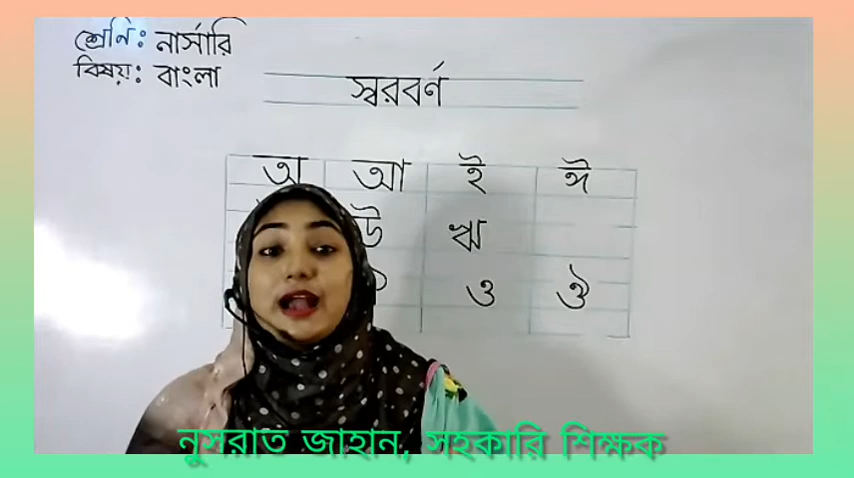 শ্রেণি: নার্সারি
বিষয়: বাংলা
স্বরবর্ণ
অ আ ই ঈ
ঊ ঋ
ও ঔ
নুসরাত জাহান, সহকারি শিক্ষক